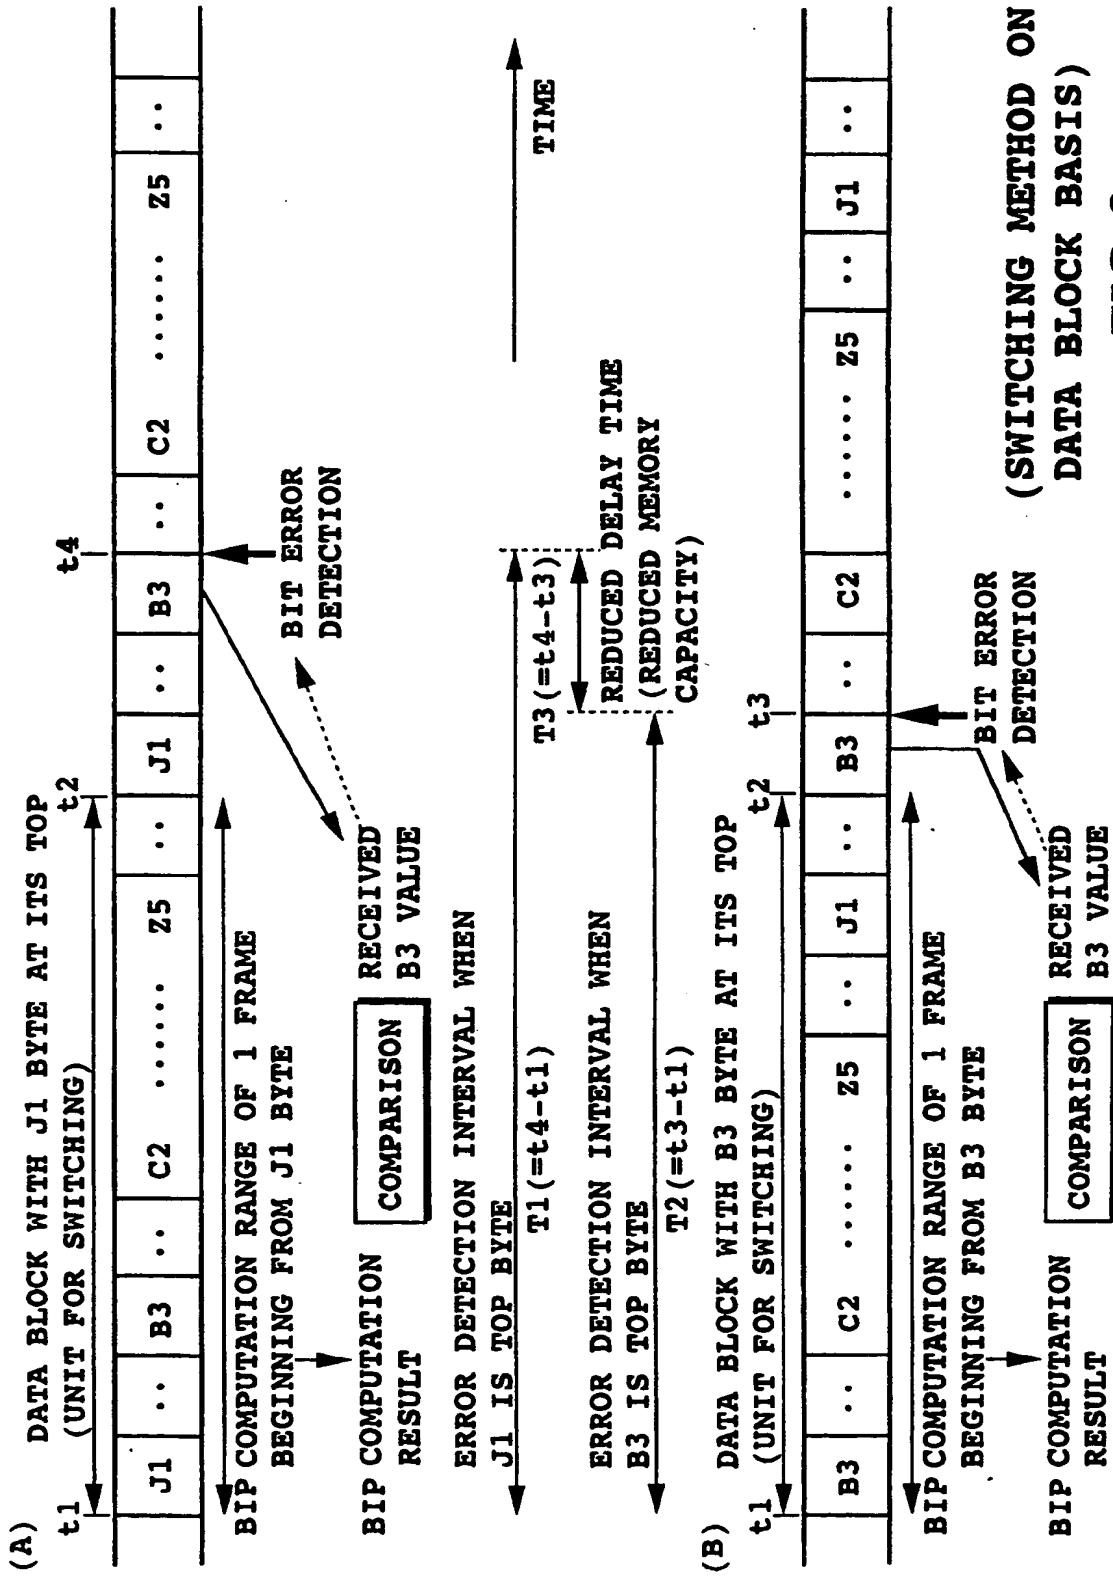 (A)
DATA BLOCK WITH J1 BYTE AT ITS TOP
(UNIT FOR SWITCHING)
t1
t2
t4
J1 ‥ B3 ‥ C2 ‥‥‥ Z5 ‥ J1 ‥ B3 ‥ C2 ‥‥‥ Z5 ‥
BIP COMPUTATION RANGE OF 1 FRAME
BEGINNING FROM J1 BYTE
BIT ERROR
DETECTION
BIP COMPUTATION
RESULT
COMPARISON
RECEIVED
B3 VALUE
ERROR DETECTION INTERVAL WHEN
J1 IS TOP BYTE
T1(=t4-t1)
T3(=t4-t3)
TIME
ERROR DETECTION INTERVAL WHEN
B3 IS TOP BYTE
T2(=t3-t1)
REDUCED DELAY TIME
(REDUCED MEMORY
CAPACITY)
(B)
DATA BLOCK WITH B3 BYTE AT ITS TOP
(UNIT FOR SWITCHING)
t1
t2
t3
B3 ‥ C2 ‥‥‥ Z5 ‥ J1 ‥ B3 ‥ C2 ‥‥‥ Z5 ‥ J1 ‥
BIP COMPUTATION RANGE OF 1 FRAME
BEGINNING FROM B3 BYTE
BIT ERROR
DETECTION
BIP COMPUTATION
RESULT
COMPARISON
RECEIVED
B3 VALUE
(SWITCHING METHOD ON
DATA BLOCK BASIS)